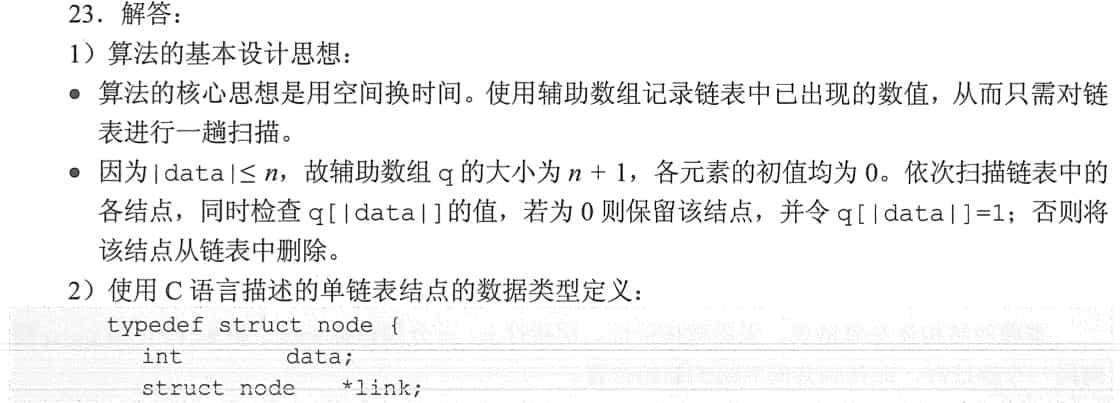 23．解答：
1）算法的基本设计思想：
● 算法的核心思想是用空间换时间。使用辅助数组记录链表中已出现的数值，从而只需对链
表进行一趟扫描。
● 因为|data|≤ n，故辅助数组 q 的大小为 n + 1，各元素的初值均为 0。依次扫描链表中的
各结点，同时检查 q[|data|]的值，若为 0 则保留该结点，并令 q[|data|]=1；否则将
该结点从链表中删除。
2）使用 C 语言描述的单链表结点的数据类型定义：
typedef struct node {
int data;
struct node *link;